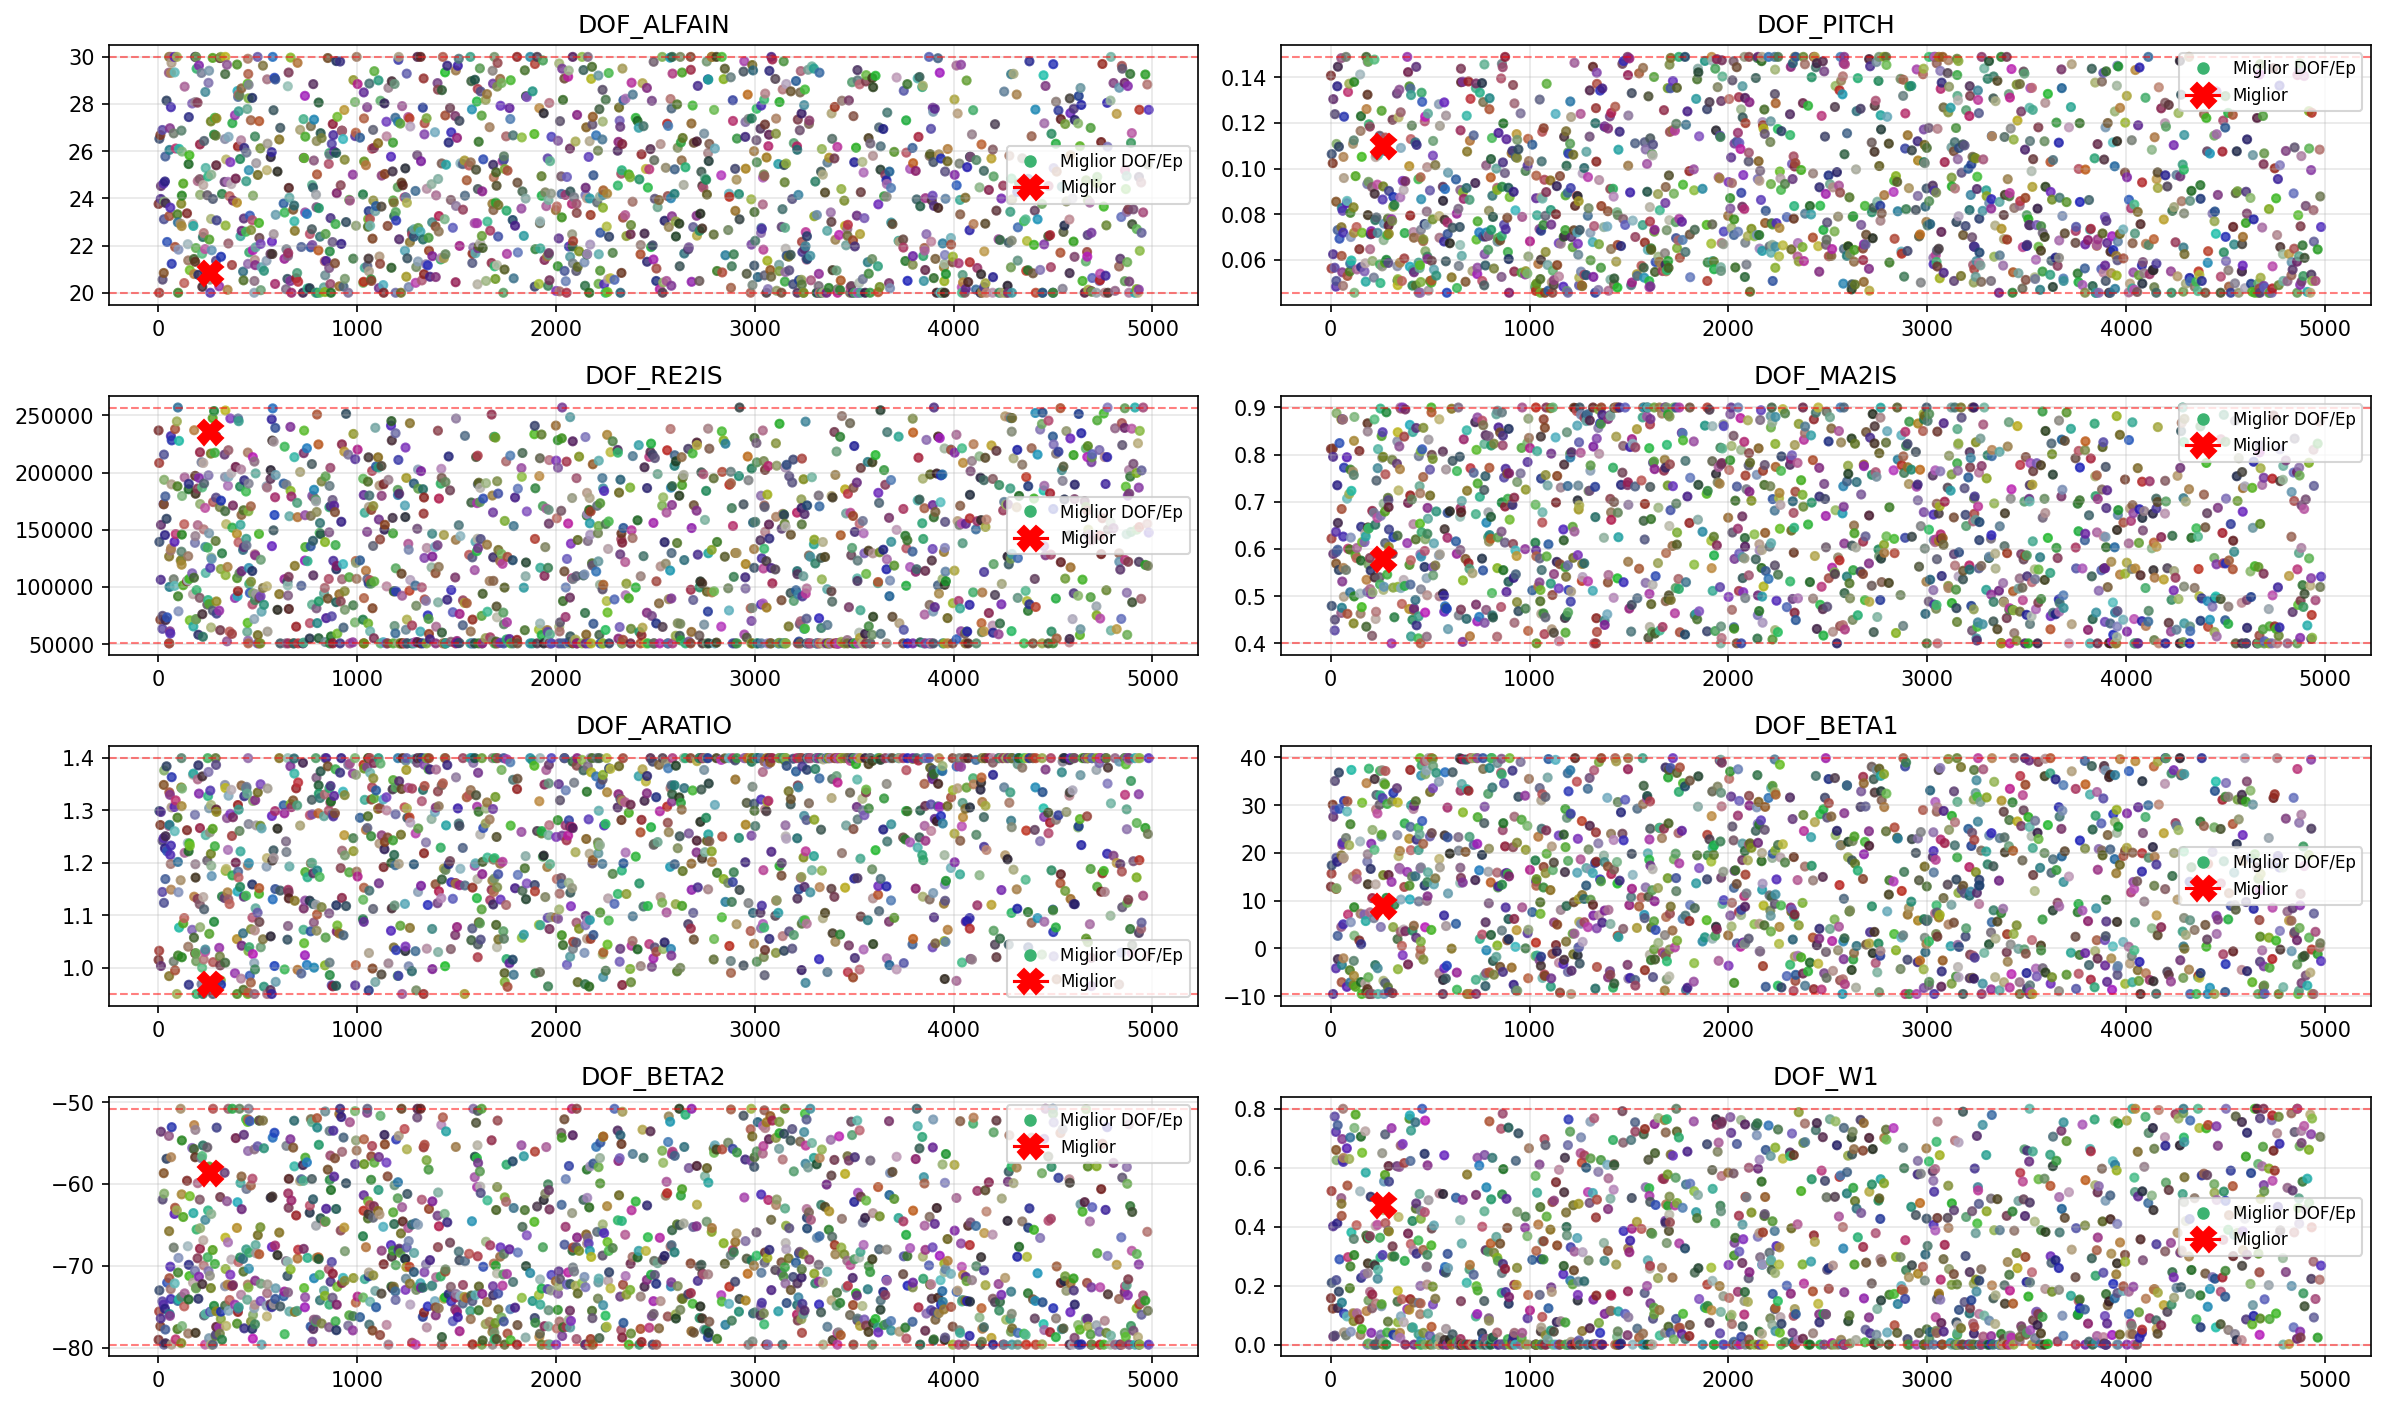 DOF_ALFAIN
30
28
26
24
22
20
Miglior DOF/Ep
Miglior
0 1000 2000 3000 4000 5000
DOF_PITCH
0.14
0.12
0.10
0.08
0.06
Miglior DOF/Ep
Miglior
0 1000 2000 3000 4000 5000
DOF_RE2IS
250000
200000
150000
100000
50000
Miglior DOF/Ep
Miglior
0 1000 2000 3000 4000 5000
DOF_MA2IS
0.9
0.8
0.7
0.6
0.5
0.4
Miglior DOF/Ep
Miglior
0 1000 2000 3000 4000 5000
DOF_ARATIO
1.4
1.3
1.2
1.1
1.0
Miglior DOF/Ep
Miglior
0 1000 2000 3000 4000 5000
DOF_BETA1
40
30
20
10
0
−10
Miglior DOF/Ep
Miglior
0 1000 2000 3000 4000 5000
DOF_BETA2
−50
−60
−70
−80
Miglior DOF/Ep
Miglior
0 1000 2000 3000 4000 5000
DOF_W1
0.8
0.6
0.4
0.2
0.0
Miglior DOF/Ep
Miglior
0 1000 2000 3000 4000 5000